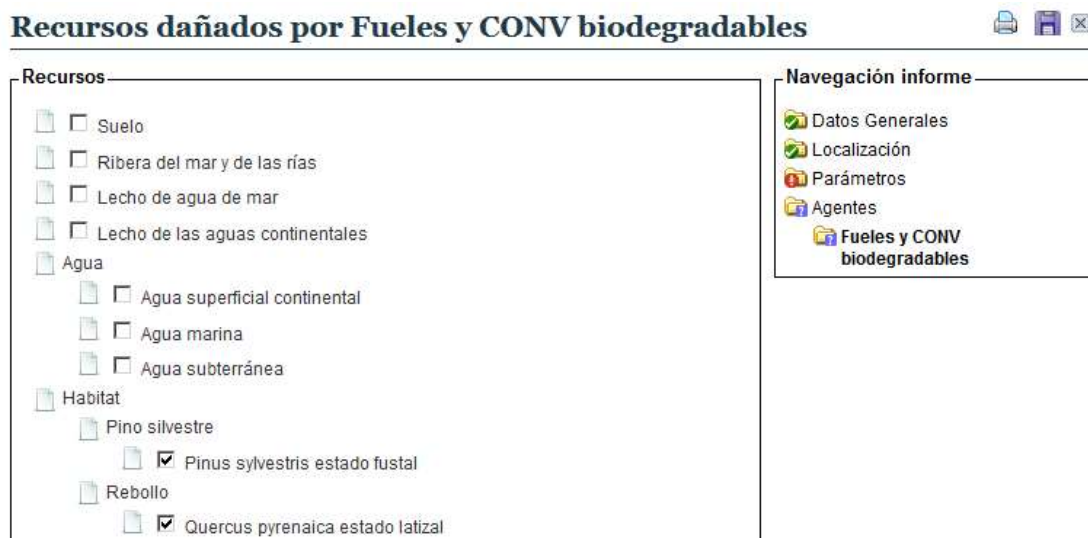 Recursos dañados por Fueles y CONV biodegradables
Recursos
Suelo
Ribera del mar y de las rías
Lecho de agua de mar
Lecho de las aguas continentales
Agua
Agua superficial continental
Agua marina
Agua subterránea
Habitat
Pino silvestre
Pinus sylvestris estado fustal
Rebollo
Quercus pyrenaica estado latizal
Navegación informe
Datos Generales
Localización
Parámetros
Agentes
Fueles y CONV
biodegradables